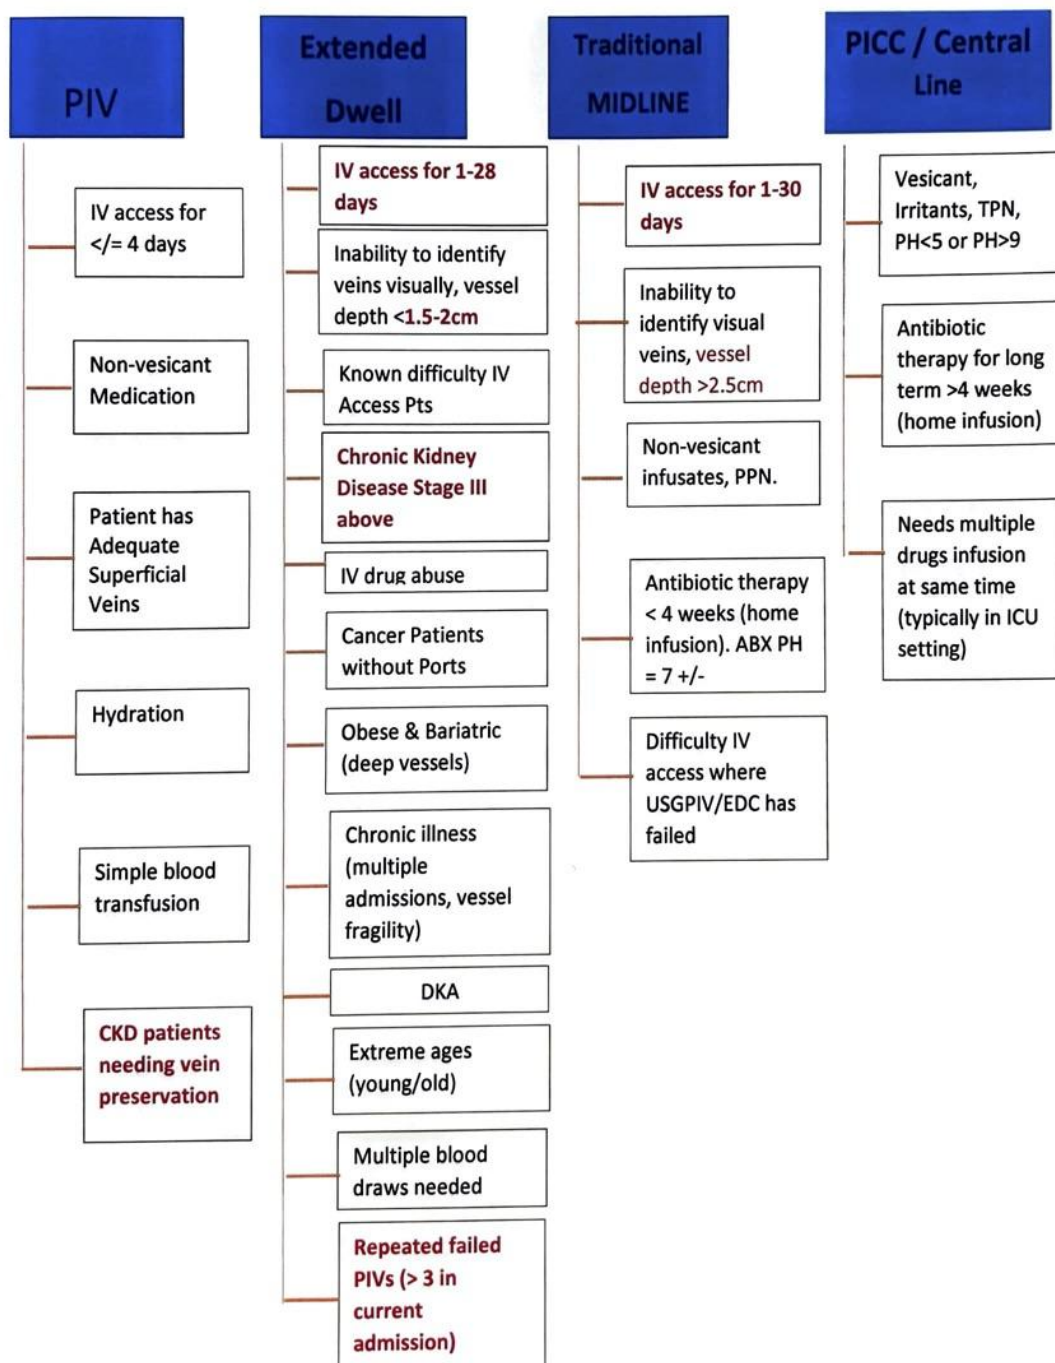 PIV
IV access for
</= 4 days
Non-vesicant
Medication
Patient has
Adequate
Superficial
Veins
Hydration
Simple blood
transfusion
CKD patients
needing vein
preservation
Extended
Dwell
IV access for 1-28
days
Inability to identify
veins visually, vessel
depth <1.5-2cm
Known difficulty IV
Access Pts
Chronic Kidney
Disease Stage III
above
IV drug abuse
Cancer Patients
without Ports
Obese & Bariatric
(deep vessels)
Chronic illness
(multiple
admissions, vessel
fragility)
DKA
Extreme ages
(young/old)
Multiple blood
draws needed
Repeated failed
PIVs (> 3 in
current
admission)
Traditional
MIDLINE
IV access for 1-30
days
Inability to
identify visual
veins, vessel
depth >2.5cm
Non-vesicant
infusates, PPN.
Antibiotic therapy
< 4 weeks (home
infusion). ABX PH
= 7 +/-
Difficulty IV
access where
USGPIV/EDC has
failed
PICC / Central
Line
Vesicant,
Irritants, TPN,
PH<5 or PH>9
Antibiotic
therapy for long
term >4 weeks
(home infusion)
Needs multiple
drugs infusion
at same time
(typically in ICU
setting)